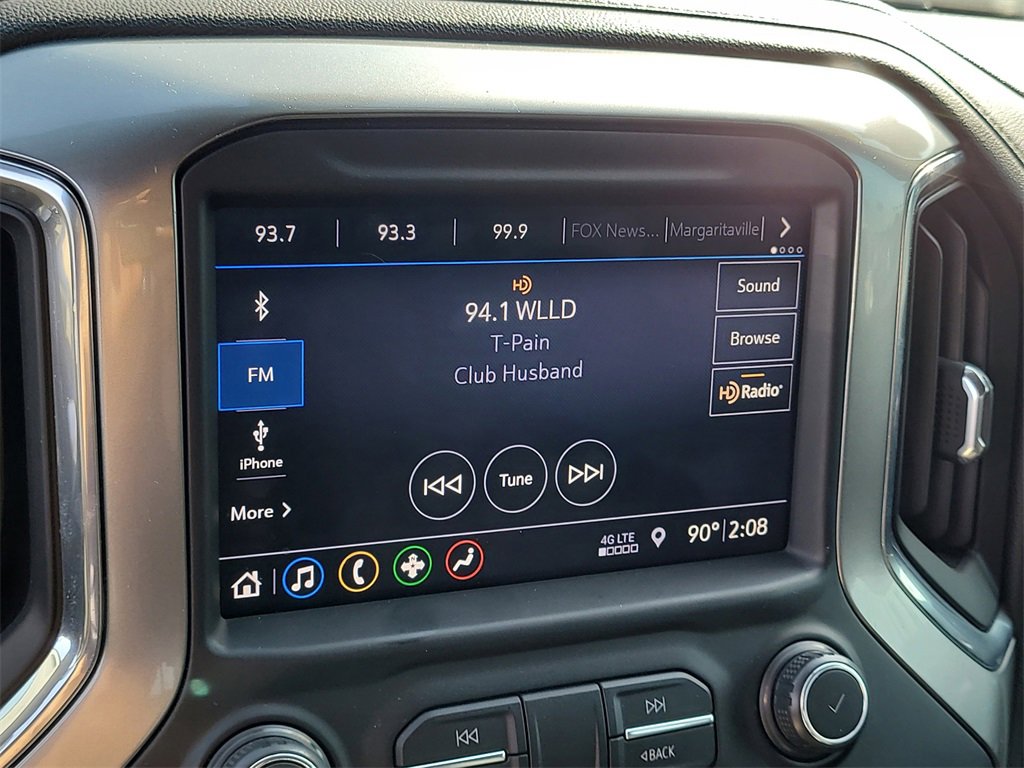 93.7 93.3 99.9 FOX News... Margaritaville
HD
94.1 WLLD
T-Pain
Club Husband
Sound
Browse
HD Radio
FM
iPhone
More
Tune
4G LTE
90° 2:08
BACK